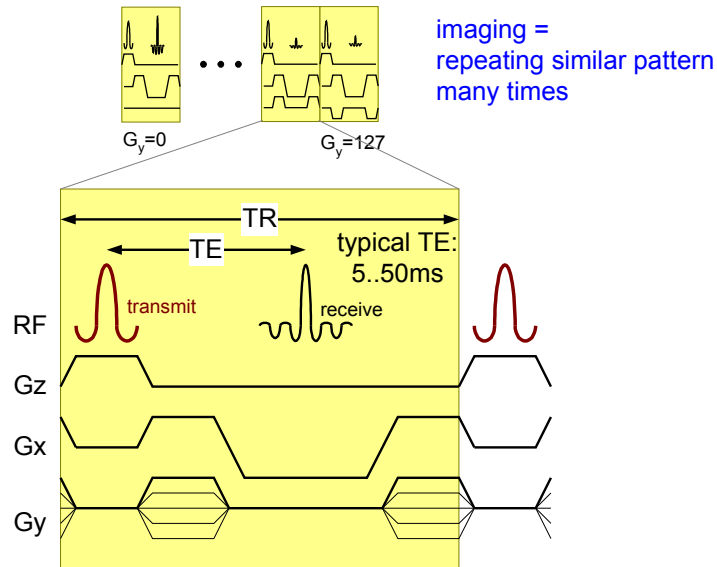 imaging =
repeating similar pattern
many times
• • •
Gy=0
Gy=127
TR
TE
typical TE:
5..50ms
transmit
receive
RF
Gz
Gx
Gy